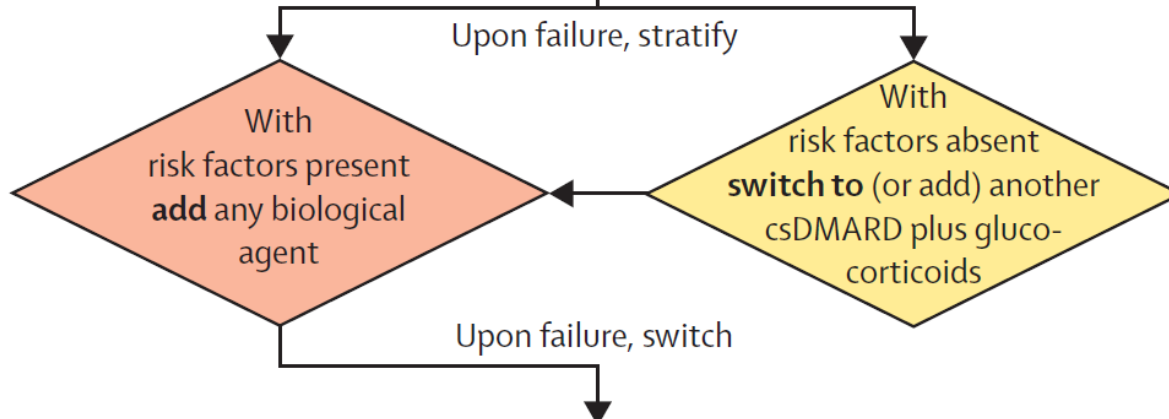 Upon failure, stratify
With
risk factors present
add any biological
agent
With
risk factors absent
switch to (or add) another
csDMARD plus gluco-
corticoids
Upon failure, switch